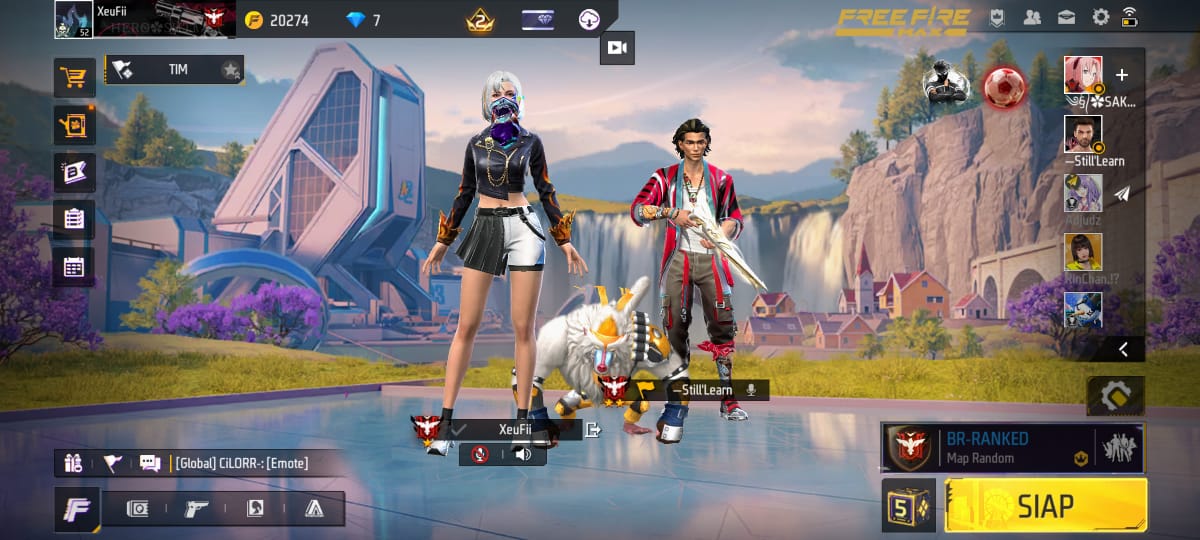 XeuFii
52
20274
7
2
FREE FIRE
MAX
TIM
SAK...
—Still'Learn
Adjudz
RinChan.!?
—Still'Learn
XeuFii
[Global] CiLORR-: [Emote]
BR-RANKED
Map Random
5
SIAP